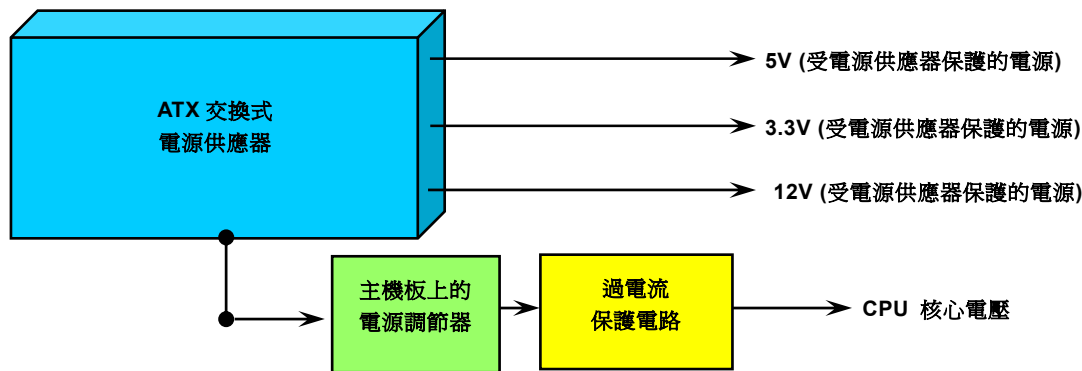 ATX 交換式
電源供應器
5V (受電源供應器保護的電源)
3.3V (受電源供應器保護的電源)
12V (受電源供應器保護的電源)
主機板上的
電源調節器
過電流
保護電路
CPU 核心電壓